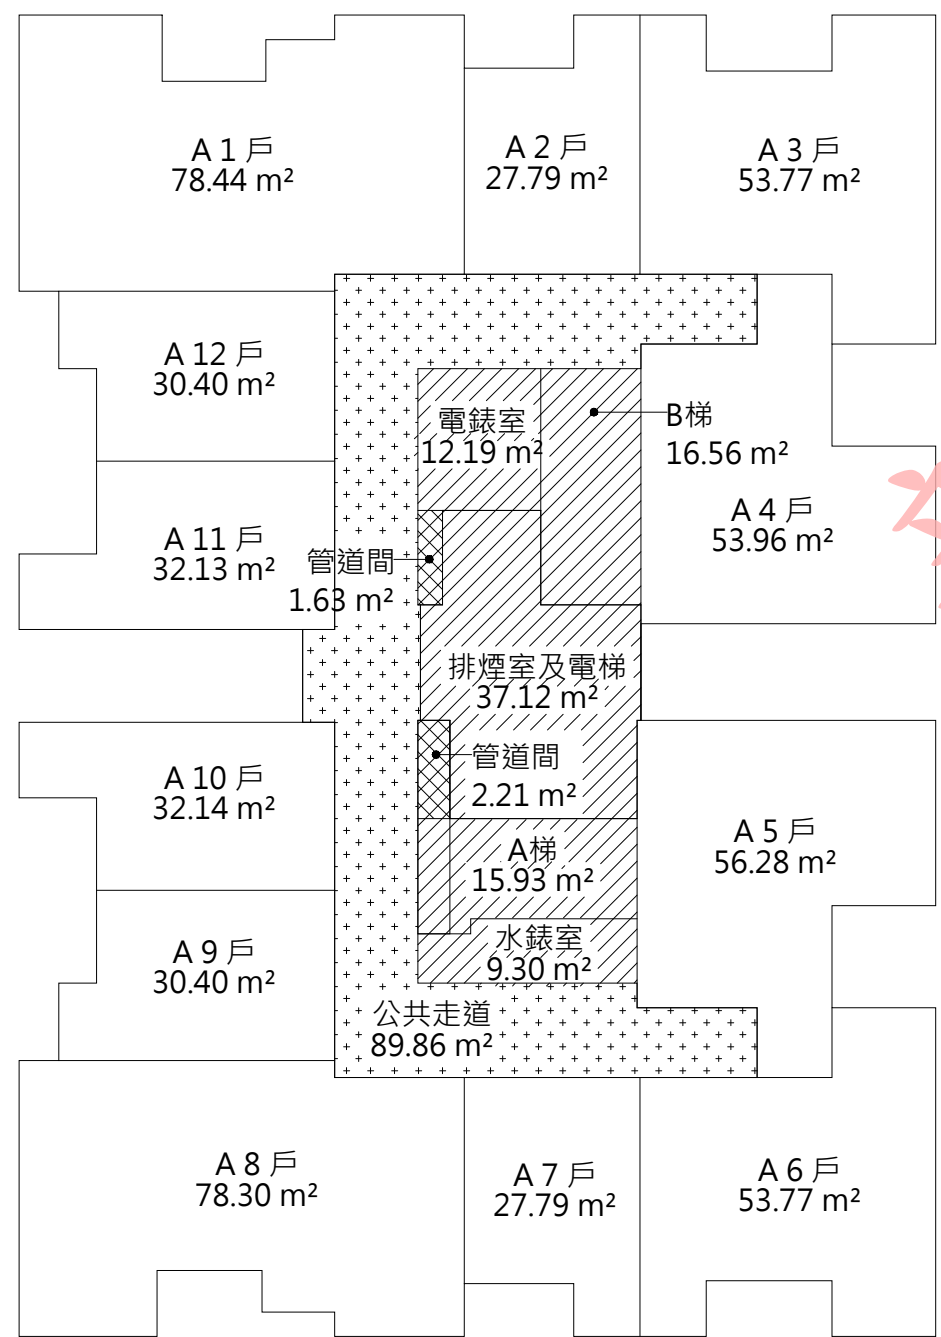 A 1 戶
78.44 m²
A 2 戶
27.79 m²
A 3 戶
53.77 m²
A 12 戶
30.40 m²
電錶室
12.19 m²
B梯
16.56 m²
A 4 戶
53.96 m²
A 11 戶
32.13 m²
管道間
1.63 m²
排煙室及電梯
37.12 m²
管道間
2.21 m²
A 10 戶
32.14 m²
A 5 戶
56.28 m²
A梯
15.93 m²
水錶室
9.30 m²
A 9 戶
30.40 m²
公共走道
89.86 m²
A 8 戶
78.30 m²
A 7 戶
27.79 m²
A 6 戶
53.77 m²